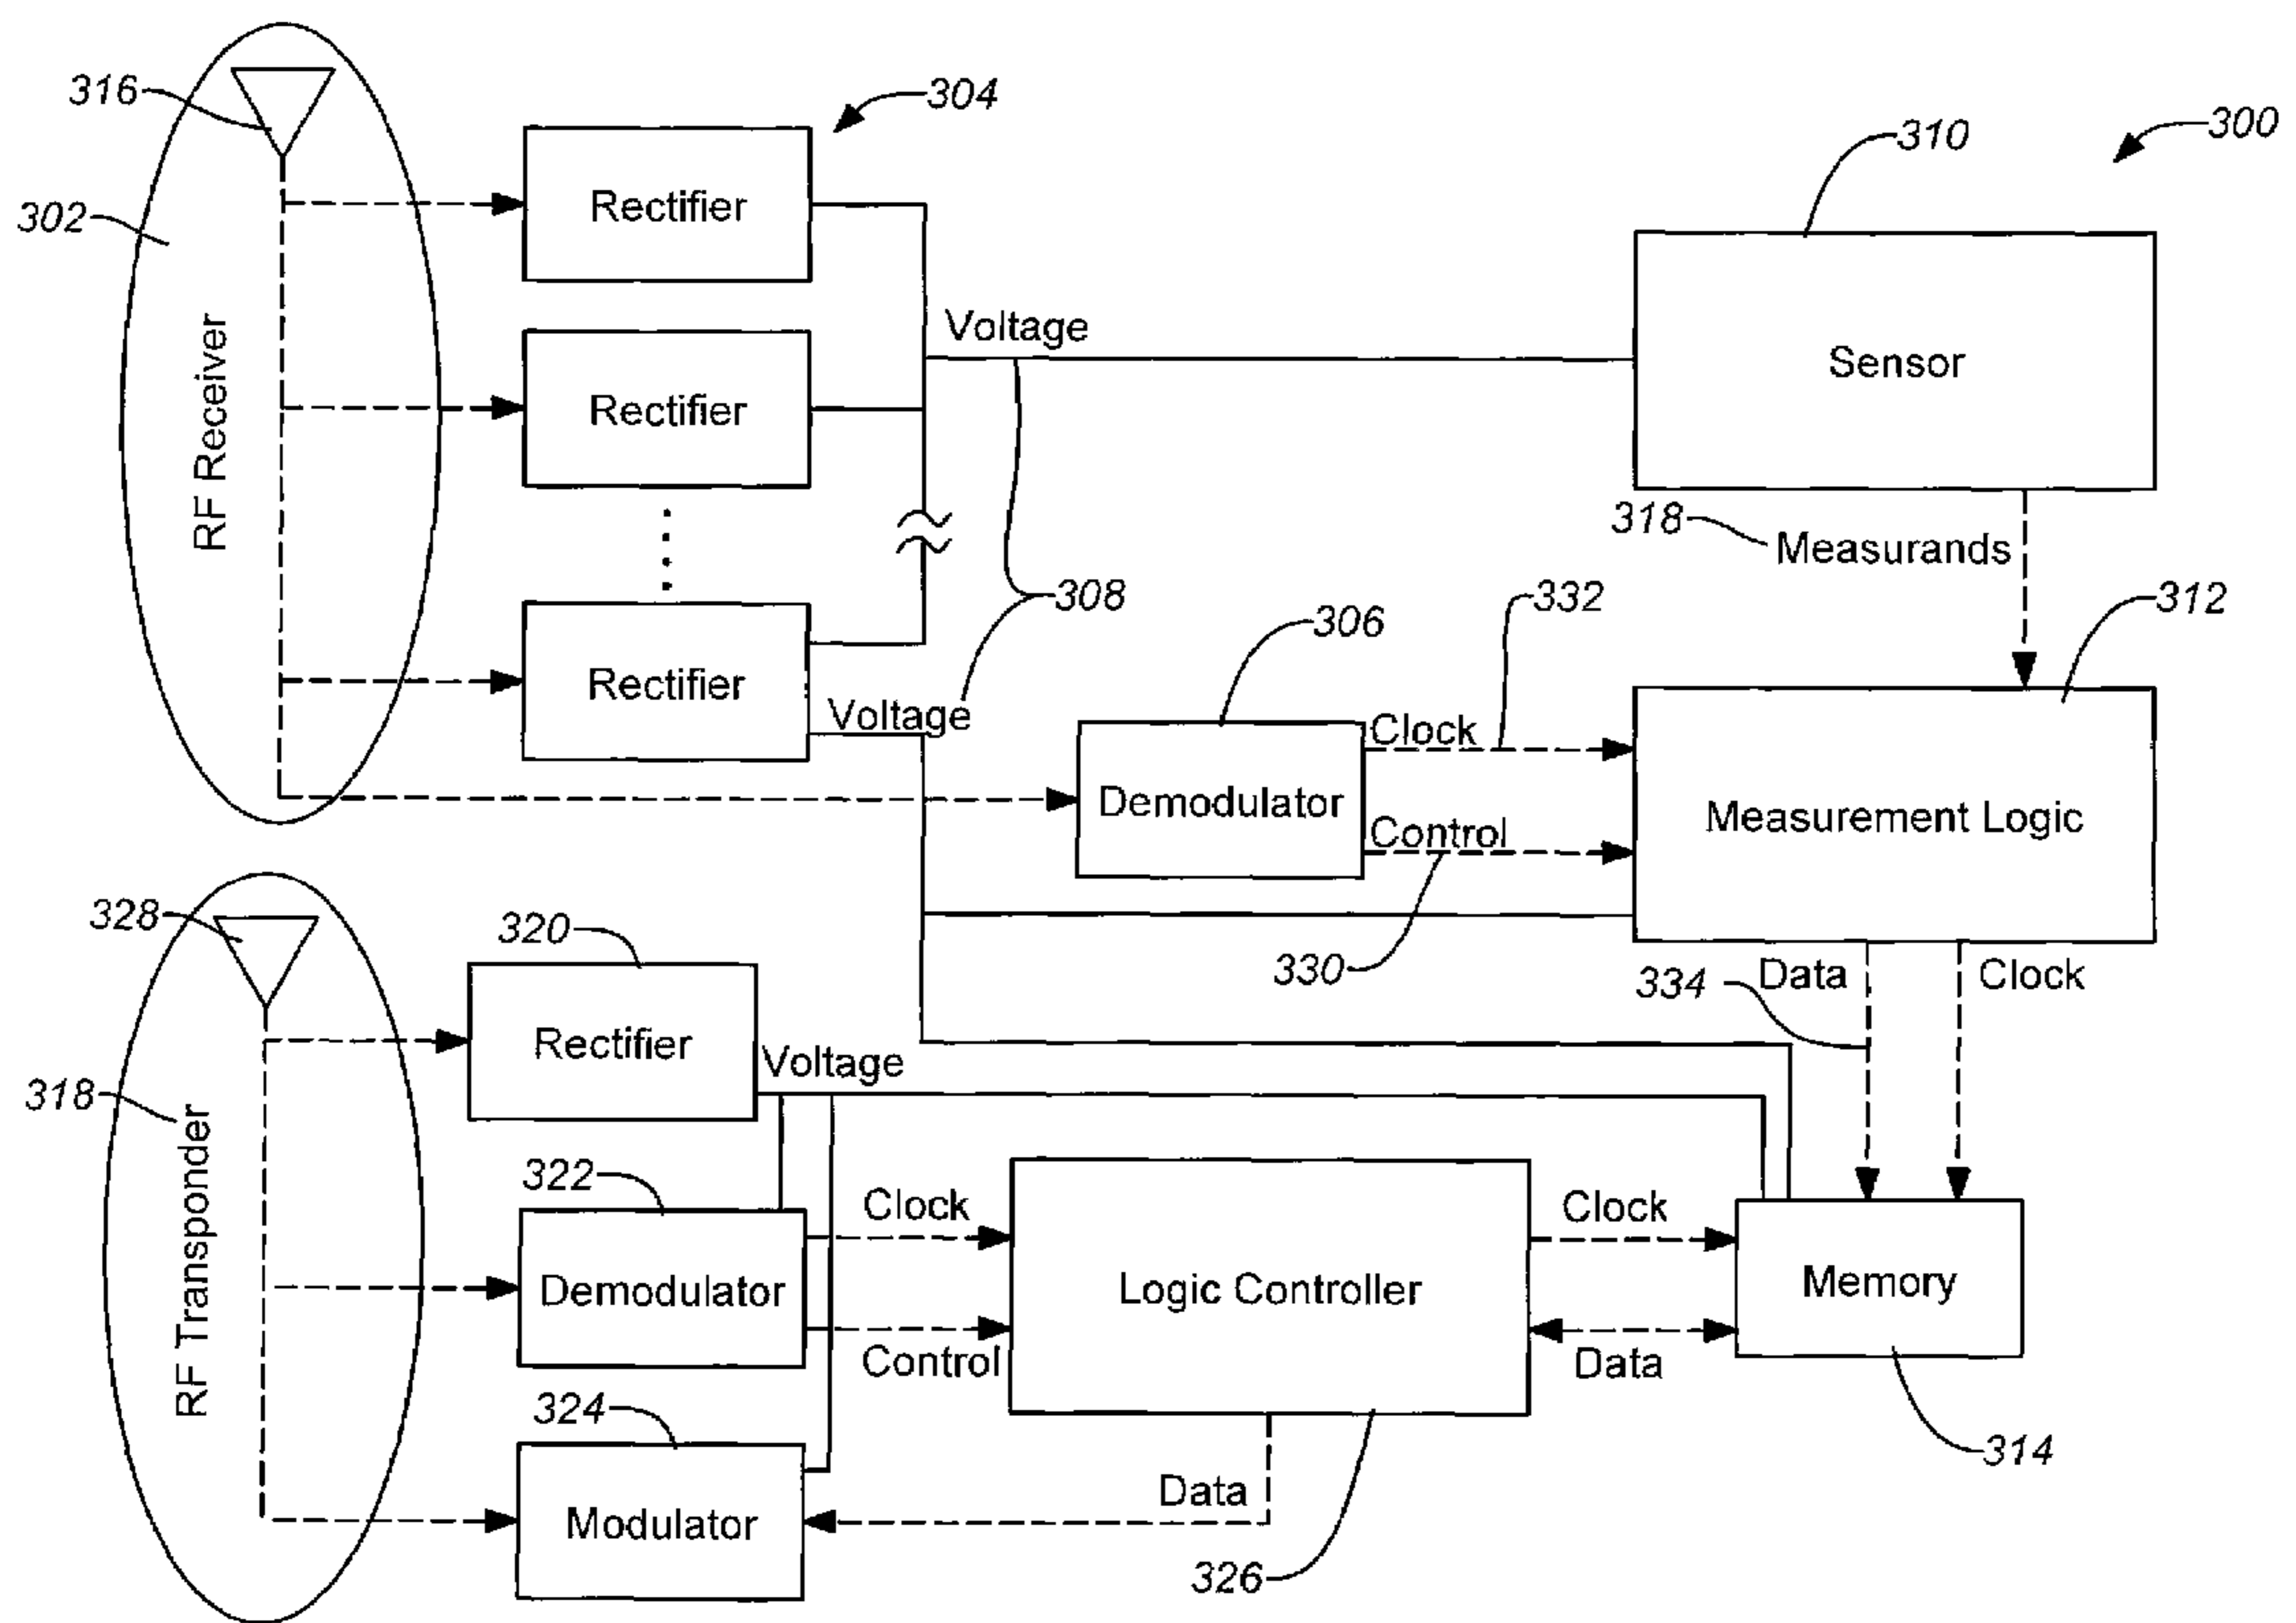 316
304
300
310
302
Rectifier
RF Receiver
Voltage
Rectifier
Sensor
318
Measurands
308
332
312
306
Rectifier
Voltage
Clock
Demodulator
Measurement Logic
Control
328
320
330
334
Data
Clock
Rectifier
Voltage
318
RF Transponder
322
Clock
Clock
Demodulator
Logic Controller
Memory
Control
Data
324
314
Data
Modulator
326